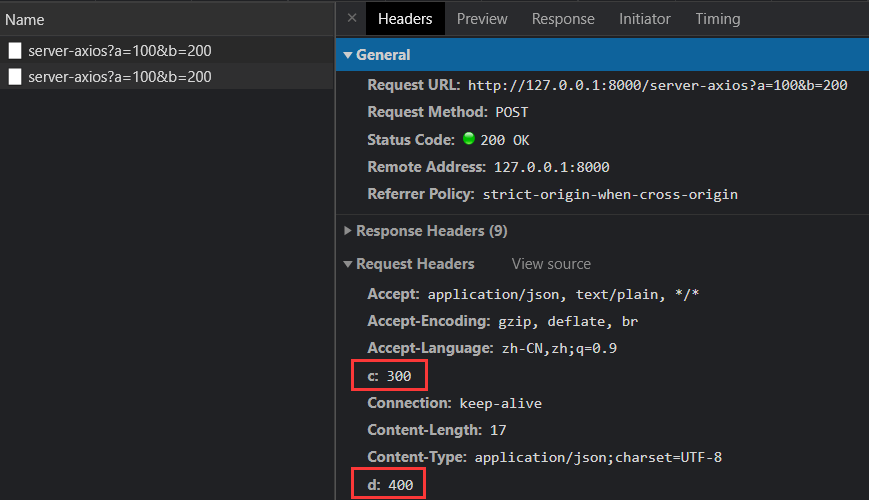 Name
server-axios?a=100&b=200
server-axios?a=100&b=200
× Headers Preview Response Initiator Timing
General
Request URL: http://127.0.0.1:8000/server-axios?a=100&b=200
Request Method: POST
Status Code: 200 OK
Remote Address: 127.0.0.1:8000
Referrer Policy: strict-origin-when-cross-origin
Response Headers (9)
Request Headers View source
Accept: application/json, text/plain, */*
Accept-Encoding: gzip, deflate, br
Accept-Language: zh-CN,zh;q=0.9
c: 300
Connection: keep-alive
Content-Length: 17
Content-Type: application/json;charset=UTF-8
d: 400